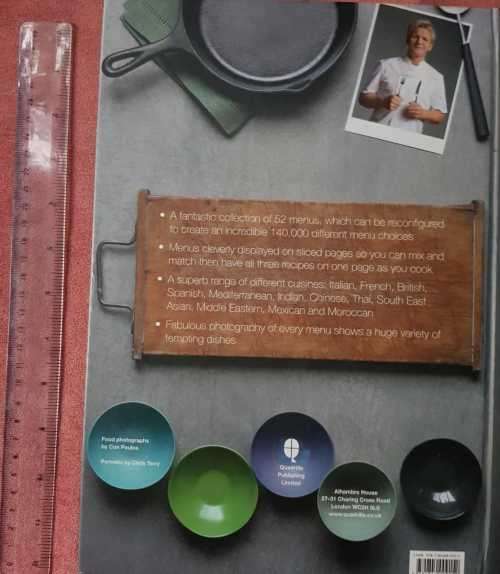 • A fantastic collection of 52 menus, which can be reconfigured
to create an incredible 140,000 different menu choices
• Menus cleverly displayed on sliced pages so you can mix and
match then have all three recipes on one page as you cook
• A superb range of different cuisines: Italian, French, British,
Spanish, Mediterranean, Indian, Chinese, Thai, South East
Asian, Middle Eastern, Mexican and Moroccan
• Fabulous photography of every menu shows a huge variety of
tempting dishes
Food photographs
by Con Poulos
Portraits by Chris Terry
Quadrille
Publishing
Limited
Alhambra House
27–31 Charing Cross Road
London WC2H 0LS
www.quadrille.co.uk